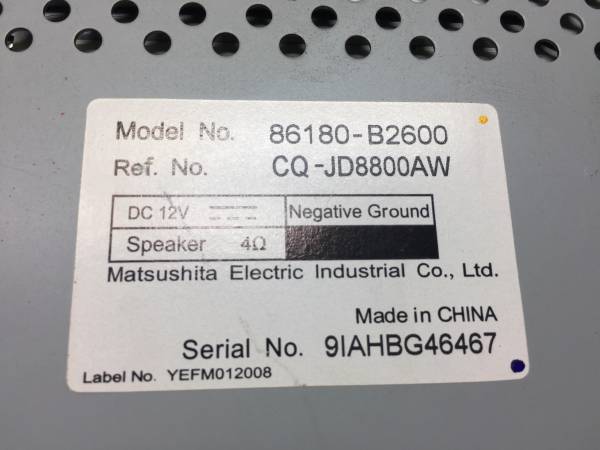 Model No. 86180-B2600
Ref. No. CQ-JD8800AW
DC 12V Negative Ground
Speaker 4Ω
Matsushita Electric Industrial Co., Ltd.
Made in CHINA
Serial No. 9IAHBG46467
Label No. YEFM012008